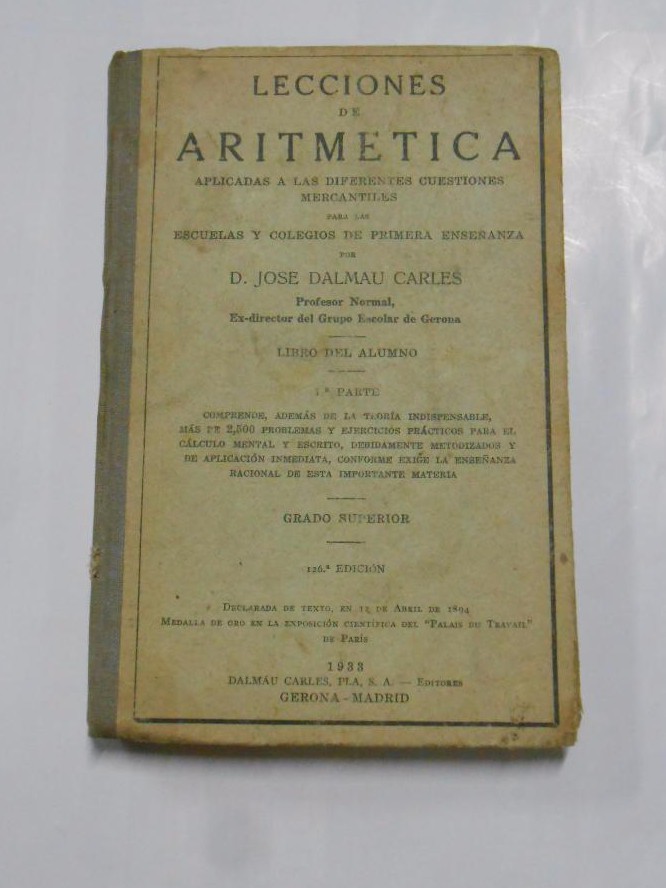 LECCIONES
DE
ARITMETICA
APLICADAS A LAS DIFERENTES CUESTIONES
MERCANTILES
PARA LAS
ESCUELAS Y COLEGIOS DE PRIMERA ENSEÑANZA
POR
D. JOSE DALMAU CARLES
Profesor Normal,
Ex-director del Grupo Escolar de Gerona
LIBRO DEL ALUMNO
PARTE
COMPRENDE, ADEMÁS DE LA TEORÍA INDISPENSABLE,
MÁS DE 2,500 PROBLEMAS Y EJERCICIOS PRÁCTICOS PARA EL
CÁLCULO MENTAL Y ESCRITO, DEBIDAMENTE METODIZADOS Y
DE APLICACIÓN INMEDIATA, CONFORME EXIGE LA ENSEÑANZA
RACIONAL DE ESTA IMPORTANTE MATERIA
GRADO SUPERIOR
126.ª EDICIÓN
DECLARADA DE TEXTO, EN DE ABRIL DE 1894
MEDALLA DE ORO EN LA EXPOSICIÓN CIENTÍFICA DEL "PALAIS DU TRAVAIL"
DE PARÍS
1933
DALMÁU CARLES, PLA, S. A. — EDITORES
GERONA - MADRID